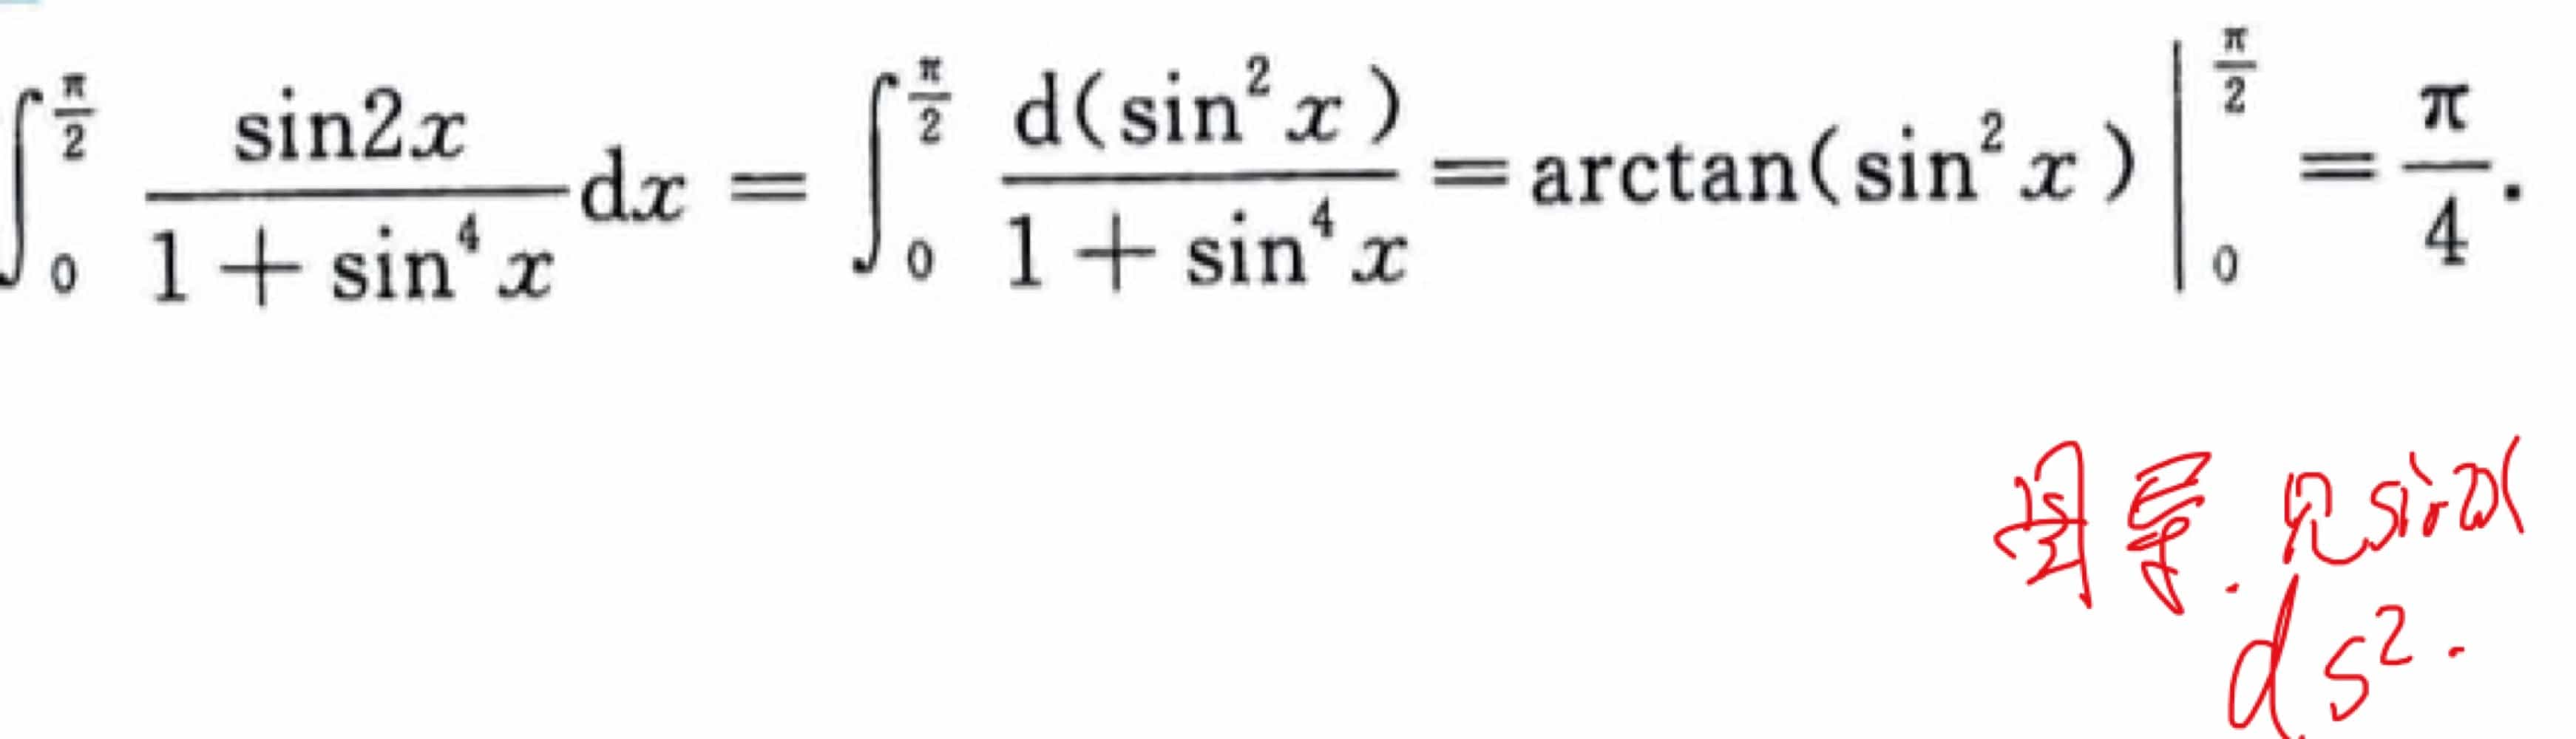 ∫₀^{π/2} sin2x/(1+sin⁴x) dx = ∫₀^{π/2} d(sin²x)/(1+sin⁴x) = arctan(sin²x)|₀^{π/2} = π/4.
导. 见sin2x
ds².